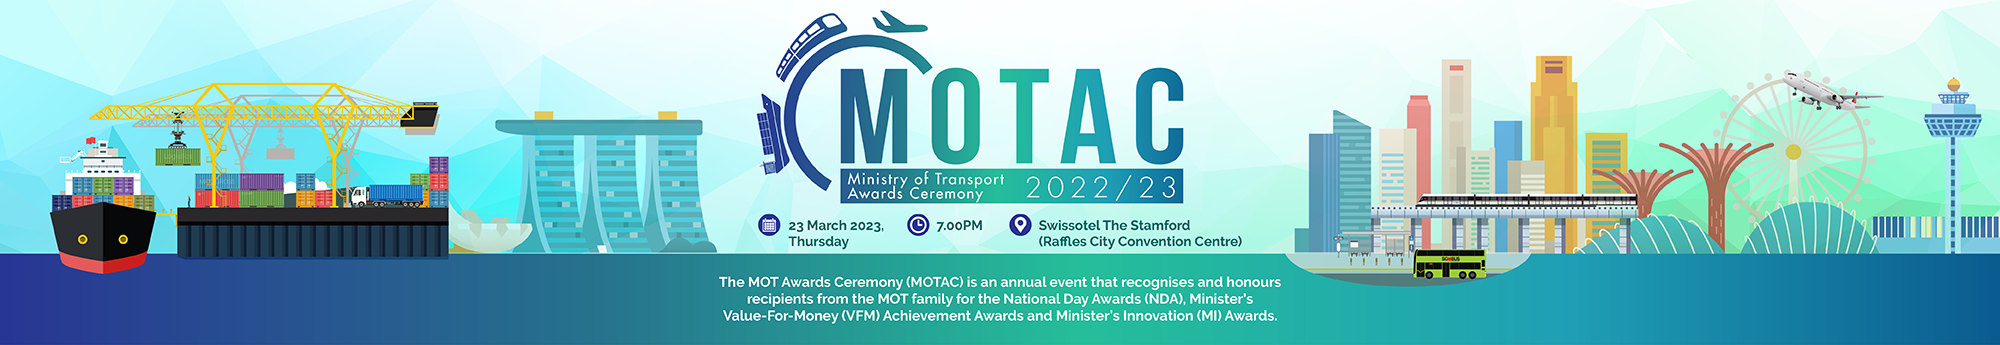 MOTAC
Ministry of Transport
Awards Ceremony
2022/23
23 March 2023,
Thursday
7.00PM
Swissotel The Stamford
(Raffles City Convention Centre)
SG♥BUS
The MOT Awards Ceremony (MOTAC) is an annual event that recognises and honours
recipients from the MOT family for the National Day Awards (NDA), Minister's
Value-For-Money (VFM) Achievement Awards and Minister's Innovation (MI) Awards.